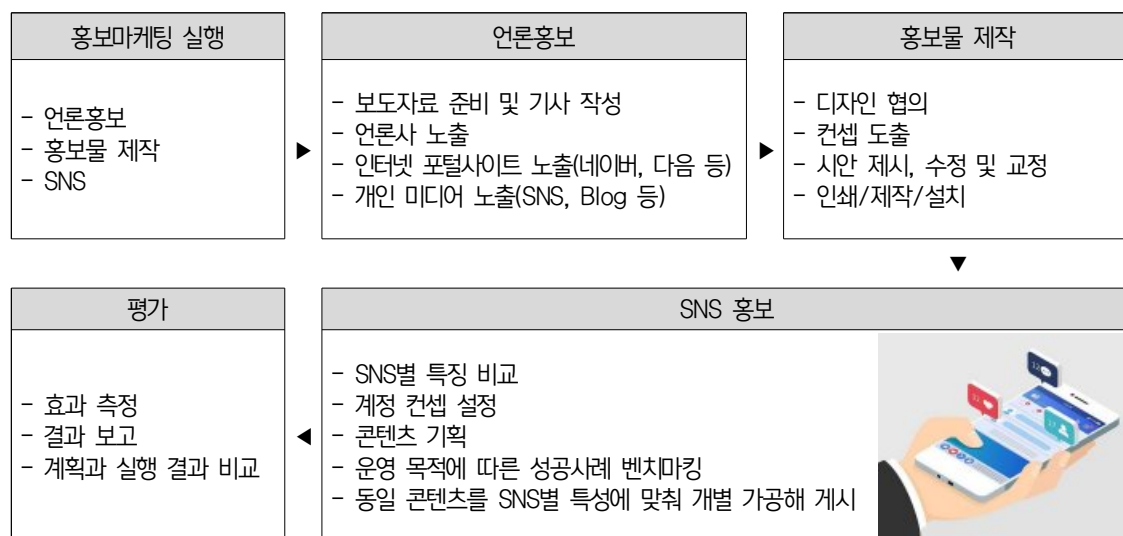 홍보마케팅 실행
- 언론홍보
- 홍보물 제작
- SNS
▶
언론홍보
- 보도자료 준비 및 기사 작성
- 언론사 노출
- 인터넷 포털사이트 노출(네이버, 다음 등)
- 개인 미디어 노출(SNS, Blog 등)
▶
홍보물 제작
- 디자인 협의
- 컨셉 도출
- 시안 제시, 수정 및 교정
- 인쇄/제작/설치
▼
SNS 홍보
- SNS별 특징 비교
- 계정 컨셉 설정
- 콘텐츠 기획
- 운영 목적에 따른 성공사례 벤치마킹
- 동일 콘텐츠를 SNS별 특성에 맞춰 개별 가공해 게시
◀
평가
- 효과 측정
- 결과 보고
- 계획과 실행 결과 비교